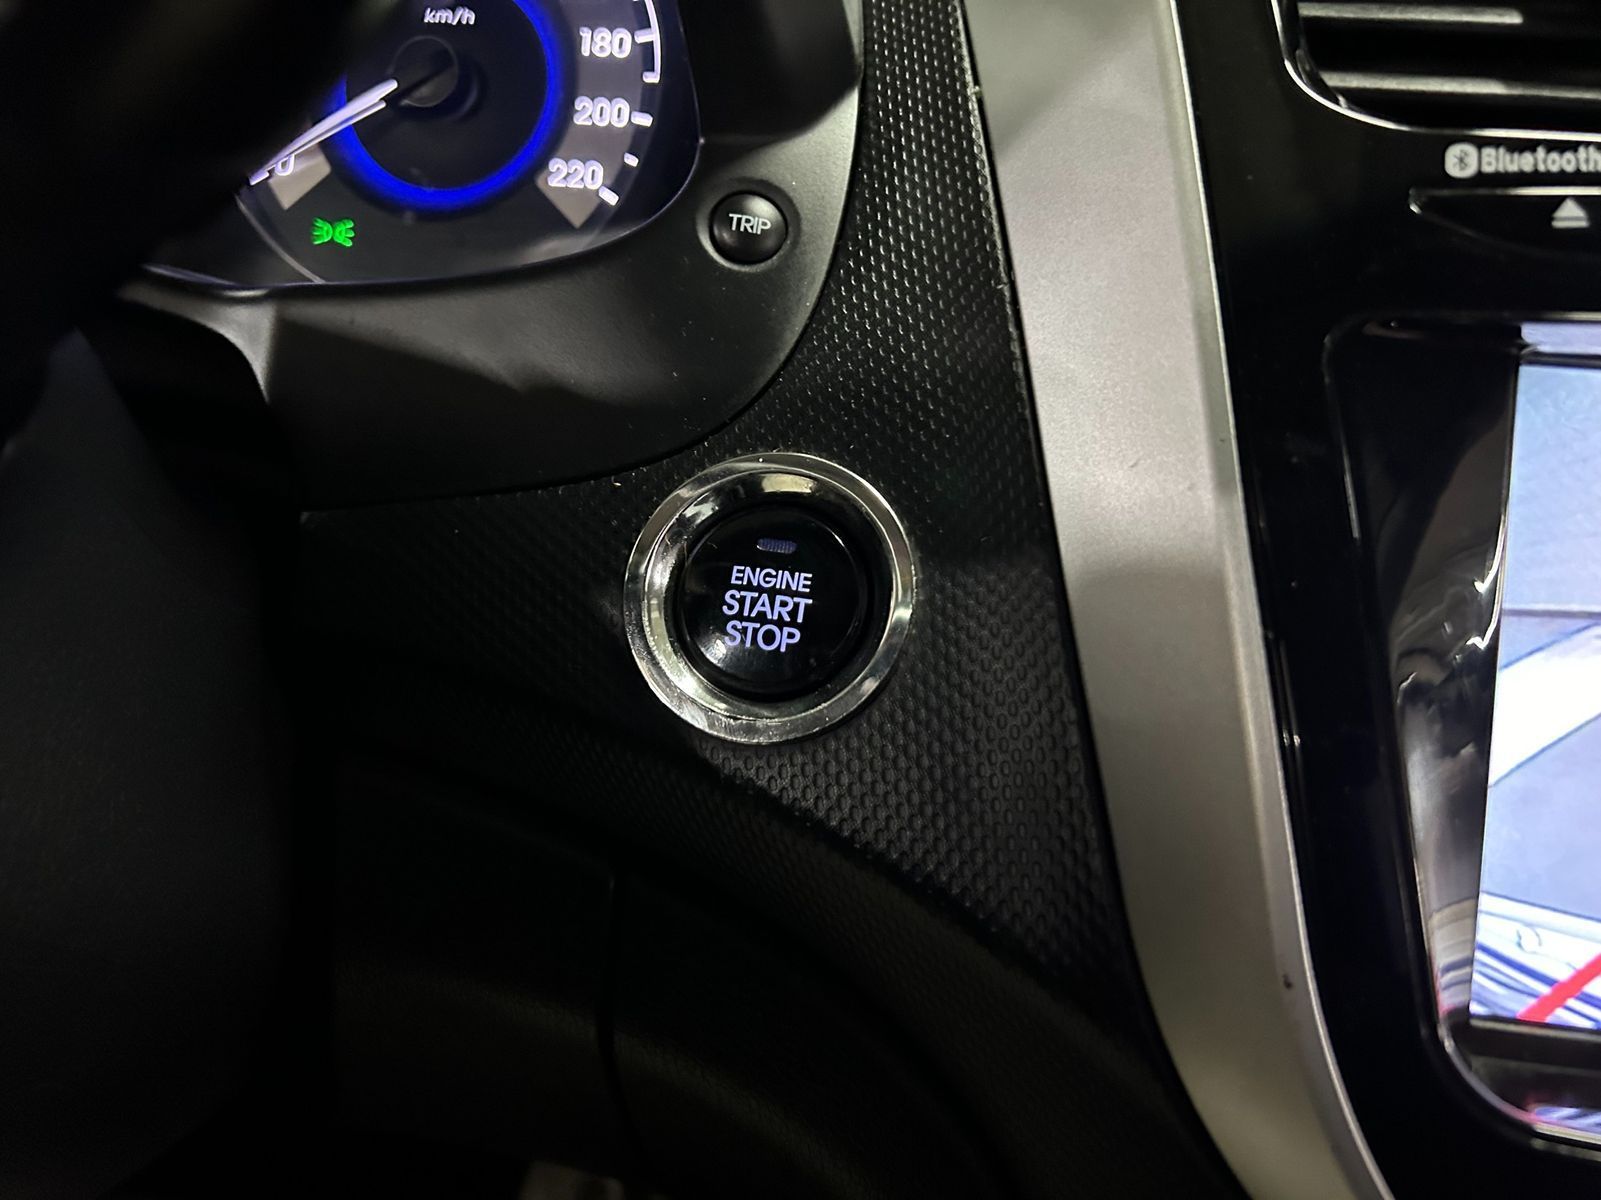 km/h
180
200
220
TRIP
Bluetooth
ENGINE
START
STOP